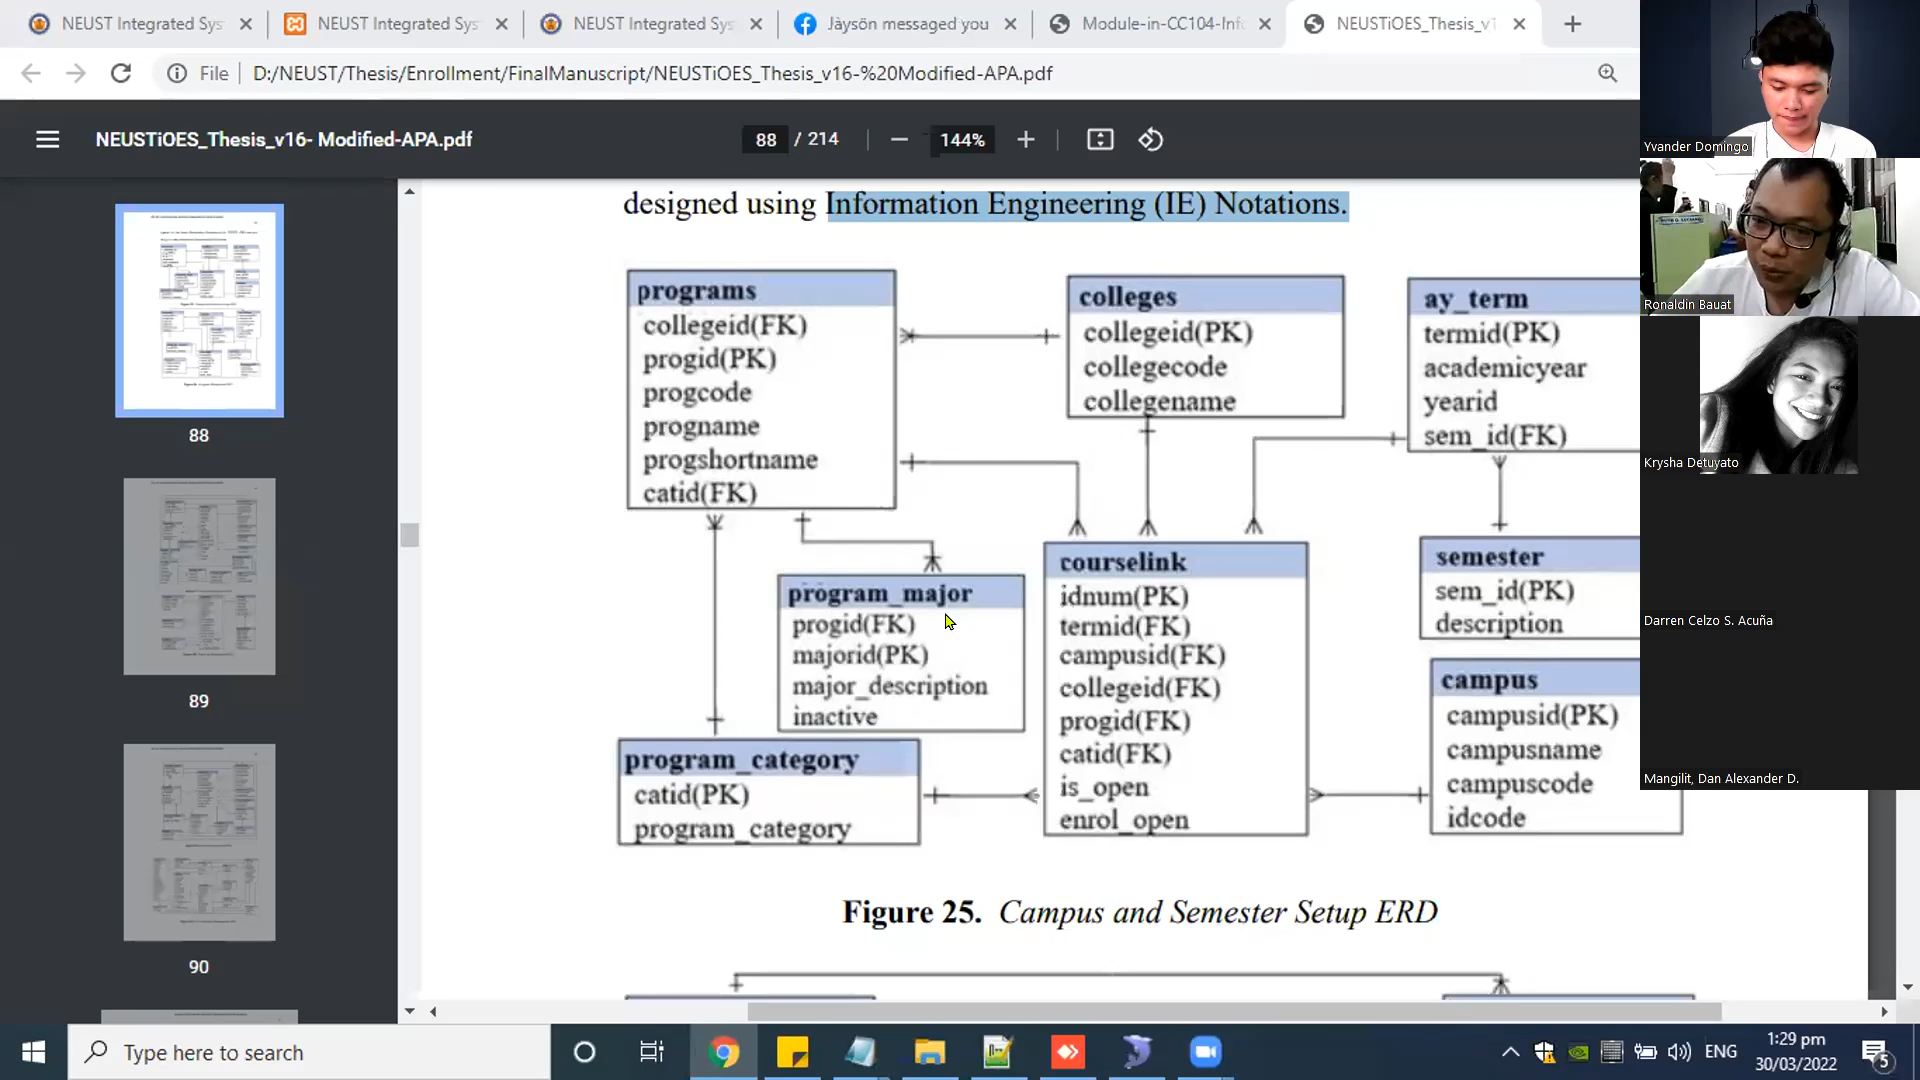 NEUST Integrated Sys
NEUST Integrated Sys
NEUST Integrated Sys
Jàysön messaged you
Module-in-CC104-Info
NEUSTiOES_Thesis_v1
File
D:/NEUST/Thesis/Enrollment/FinalManuscript/NEUSTiOES_Thesis_v16-%20Modified-APA.pdf
NEUSTiOES_Thesis_v16- Modified-APA.pdf
88 / 214
144%
88
89
90
designed using Information Engineering (IE) Notations.
programs
collegeid(FK)
progid(PK)
progcode
progname
progshortname
catid(FK)
colleges
collegeid(PK)
collegecode
collegename
ay_term
termid(PK)
academicyear
yearid
sem_id(FK)
program_major
progid(FK)
majorid(PK)
major_description
inactive
courselink
idnum(PK)
termid(FK)
campusid(FK)
collegeid(FK)
progid(FK)
catid(FK)
is_open
enrol_open
semester
sem_id(PK)
description
program_category
catid(PK)
program_category
campus
campusid(PK)
campusname
campuscode
idcode
Figure 25. Campus and Semester Setup ERD
Yvander Domingo
Ronaldin Bauat
Krysha Detuyato
Darren Celzo S. Acuña
Mangilit, Dan Alexander D.
Type here to search
ENG
1:29 pm
30/03/2022
5